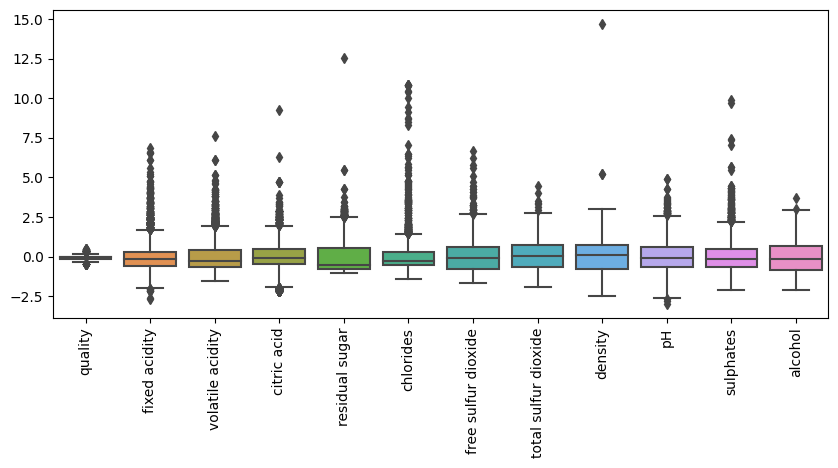 15.0
12.5
10.0
7.5
5.0
2.5
0.0
−2.5
quality
fixed acidity
volatile acidity
citric acid
residual sugar
chlorides
free sulfur dioxide
total sulfur dioxide
density
pH
sulphates
alcohol